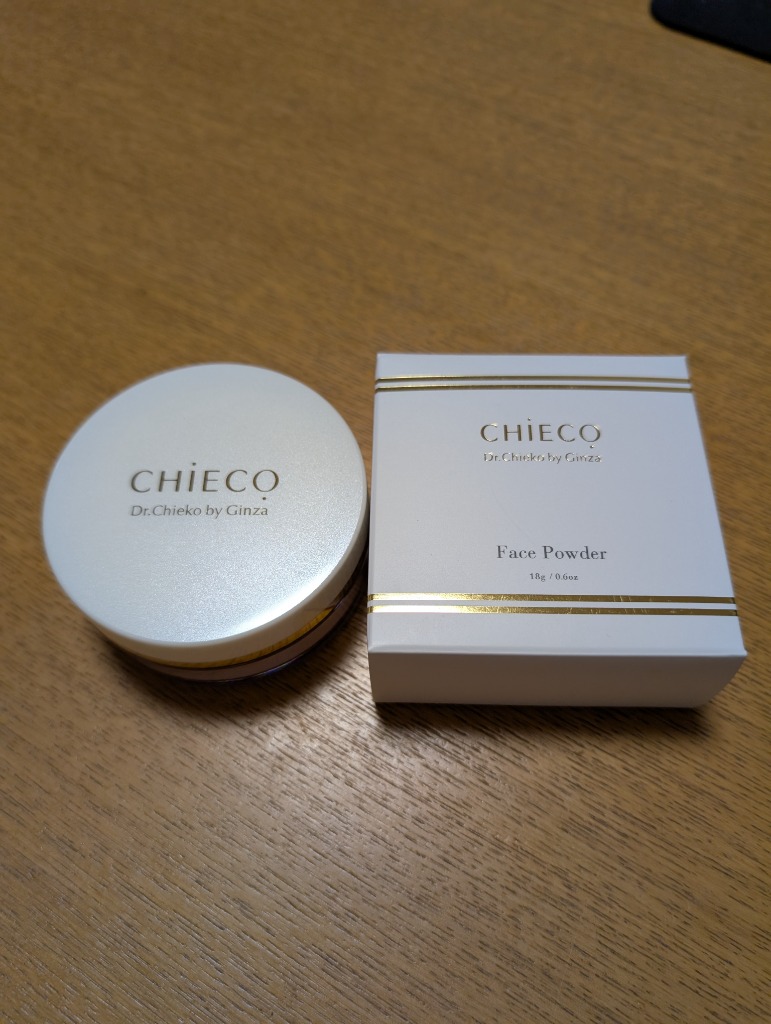 CHiECO
Dr.Chieko by Ginza
CHiECO
Dr.Chieko by Ginza
Face Powder
18g / 0.6oz